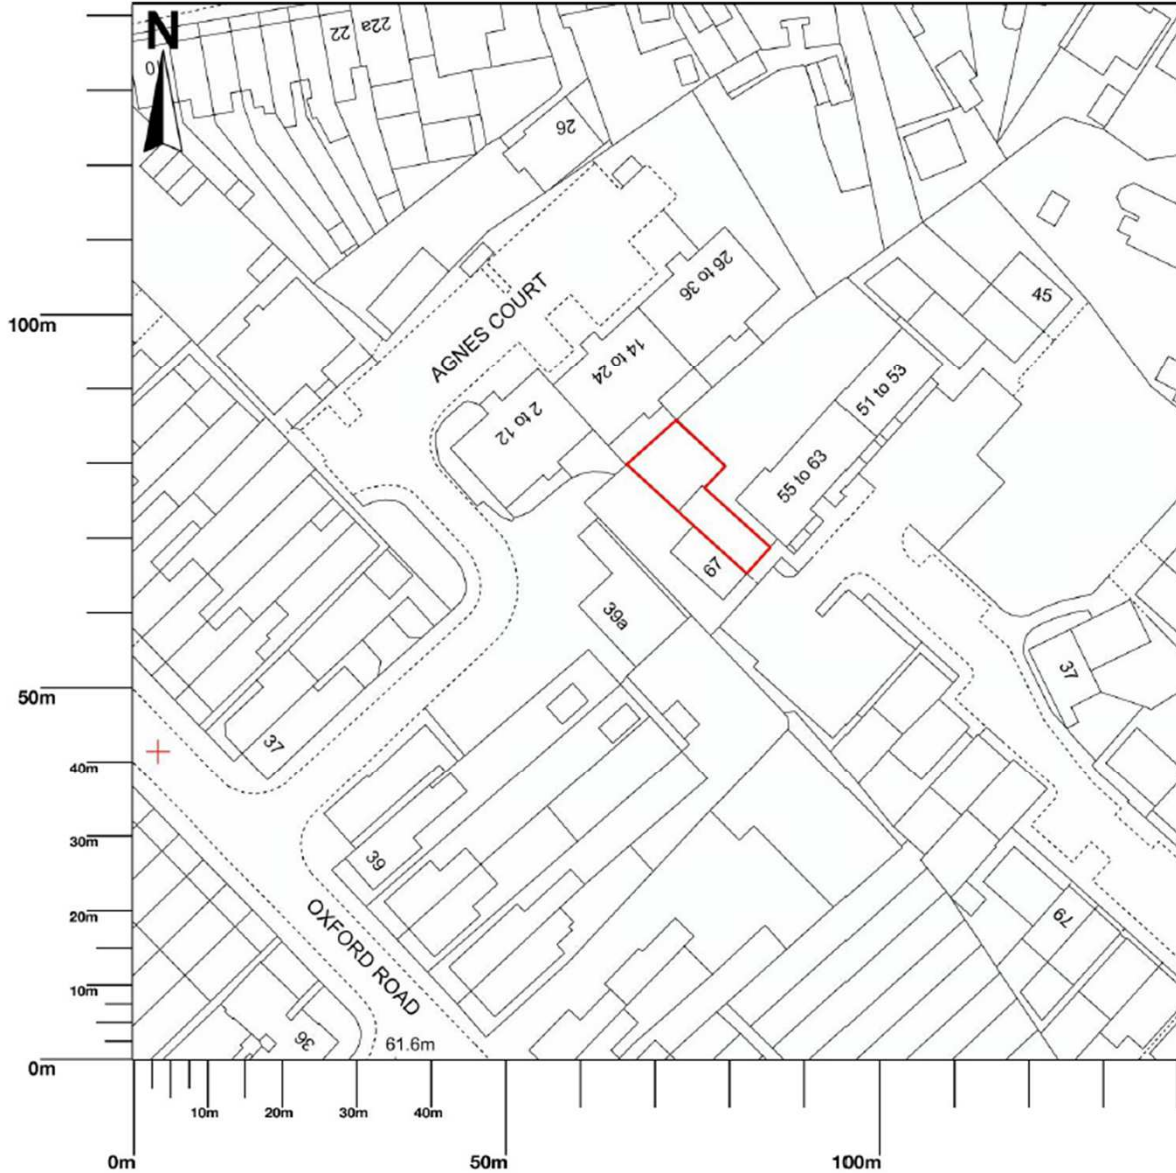 N
22 22a
26
26 to 36
AGNES COURT
45
100m
14 to 24
51 to 53
2 to 12
55 to 63
67
39a
37
50m
37
40m
30m
39
20m
OXFORD ROAD
79
10m
36
61.6m
0m
10m 20m 30m 40m
0m 50m 100m